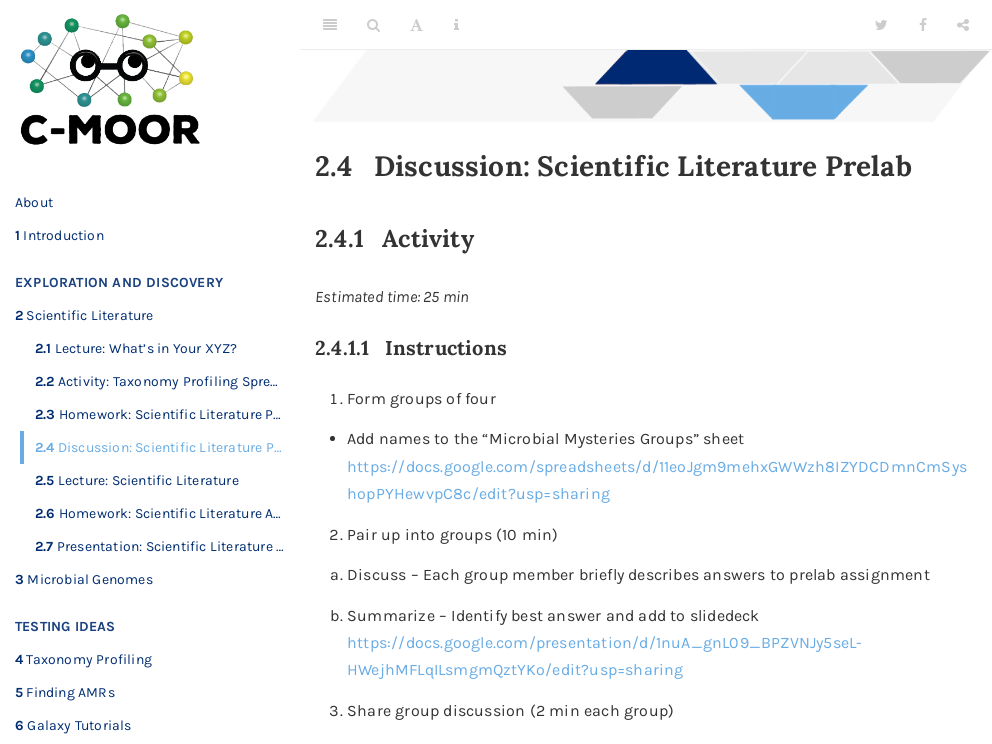 C-MOOR
About
1 Introduction
EXPLORATION AND DISCOVERY
2 Scientific Literature
2.1 Lecture: What's in Your XYZ?
2.2 Activity: Taxonomy Profiling Spre...
2.3 Homework: Scientific Literature P...
2.4 Discussion: Scientific Literature P...
2.5 Lecture: Scientific Literature
2.6 Homework: Scientific Literature A...
2.7 Presentation: Scientific Literature ...
3 Microbial Genomes
TESTING IDEAS
4 Taxonomy Profiling
5 Finding AMRs
6 Galaxy Tutorials
2.4 Discussion: Scientific Literature Prelab
2.4.1 Activity
Estimated time: 25 min
2.4.1.1 Instructions
1. Form groups of four
• Add names to the “Microbial Mysteries Groups” sheet
https://docs.google.com/spreadsheets/d/11eoJgm9mehxGWWzh8IZYDCDmnCmSys
hopPYHewvpC8c/edit?usp=sharing
2. Pair up into groups (10 min)
a. Discuss – Each group member briefly describes answers to prelab assignment
b. Summarize – Identify best answer and add to slidedeck
https://docs.google.com/presentation/d/1nuA_gnL09_BPZVNJy5seL-
HWejhMFLqILsmgmQztYKo/edit?usp=sharing
3. Share group discussion (2 min each group)